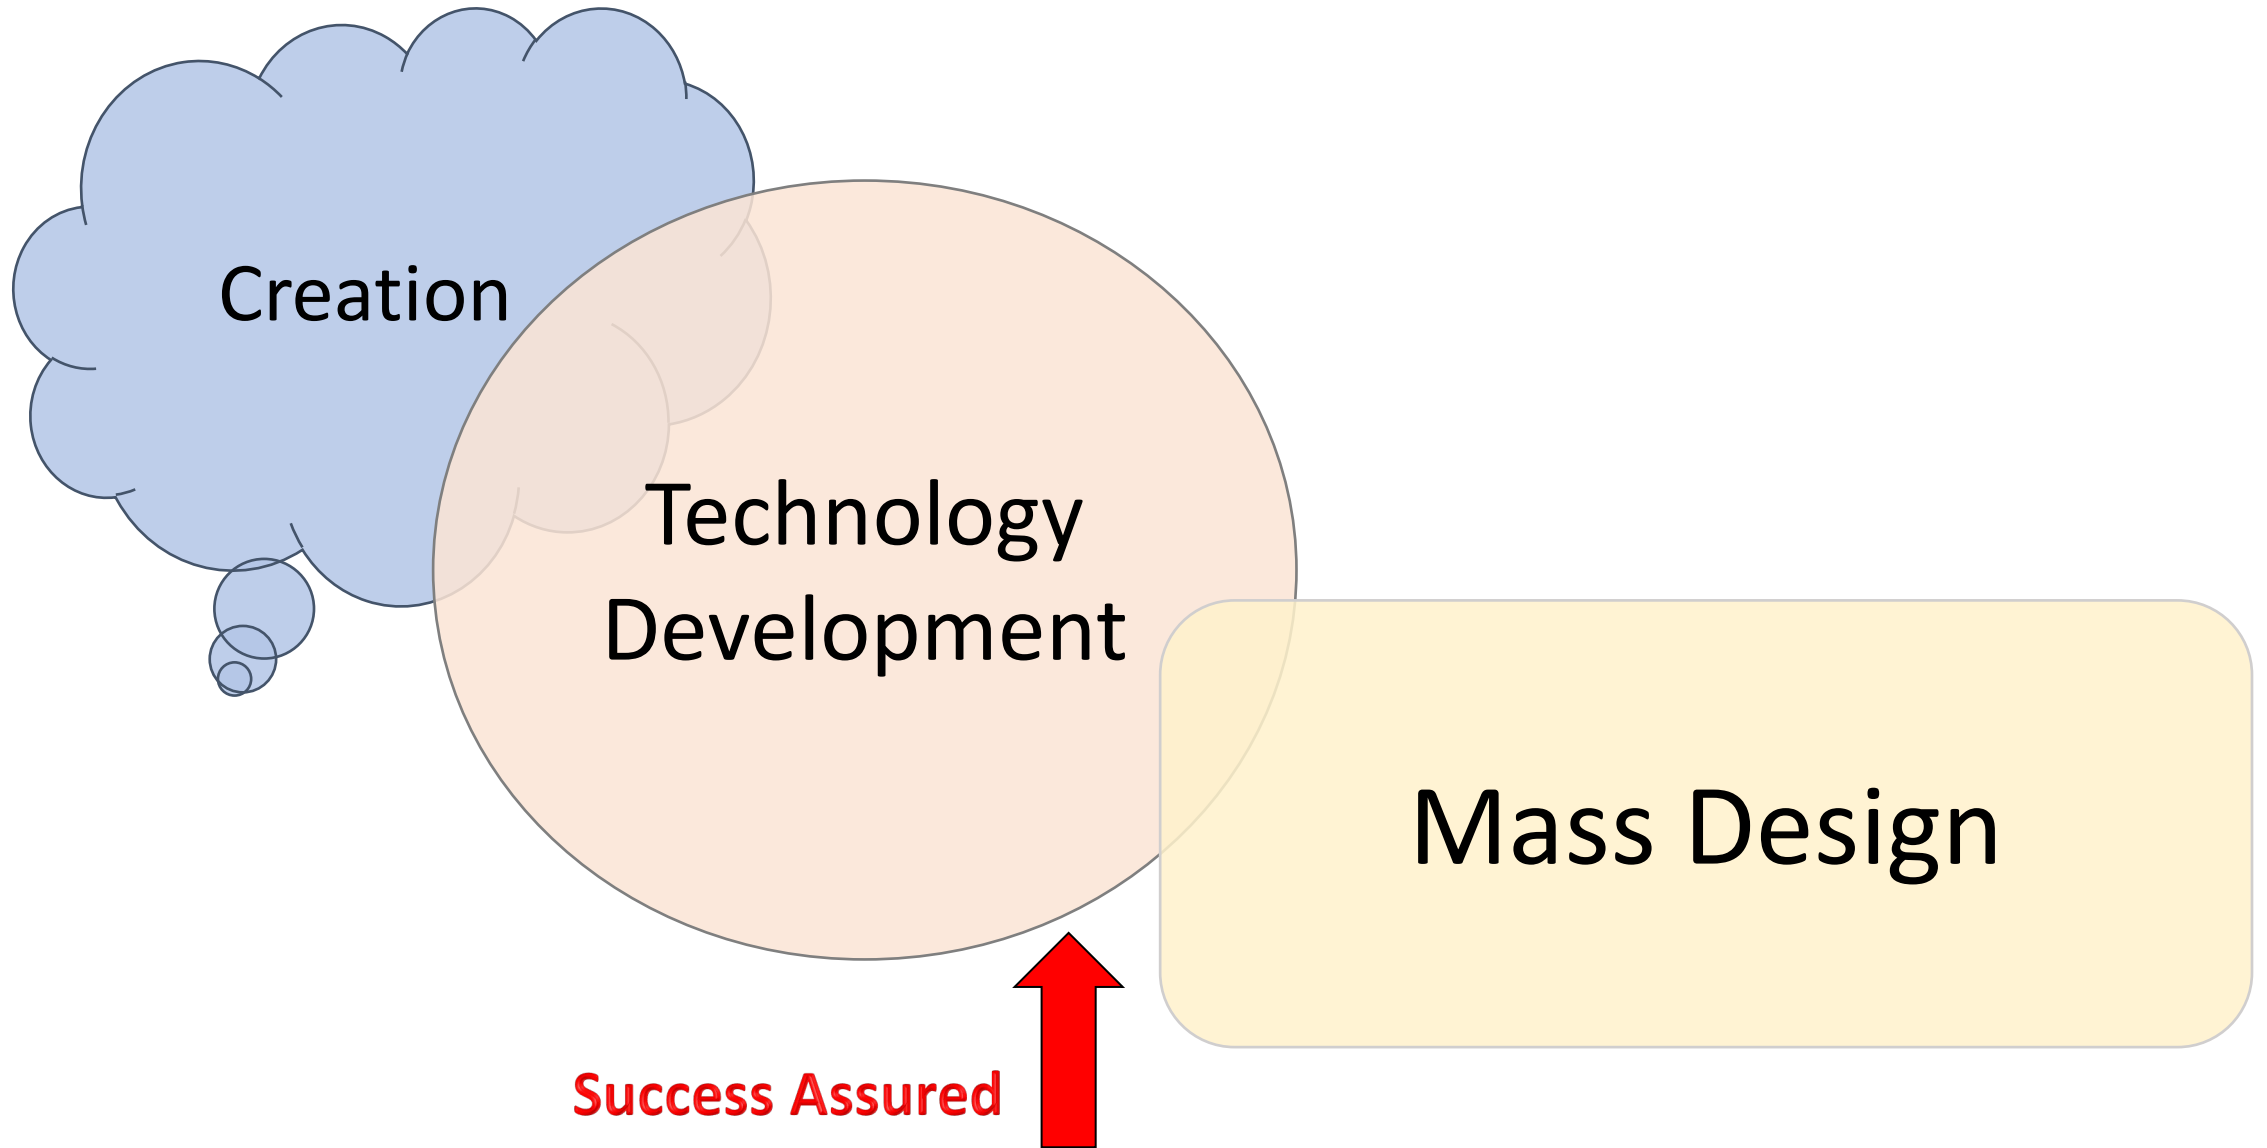 Creation
Technology
Development
Mass Design
Success Assured